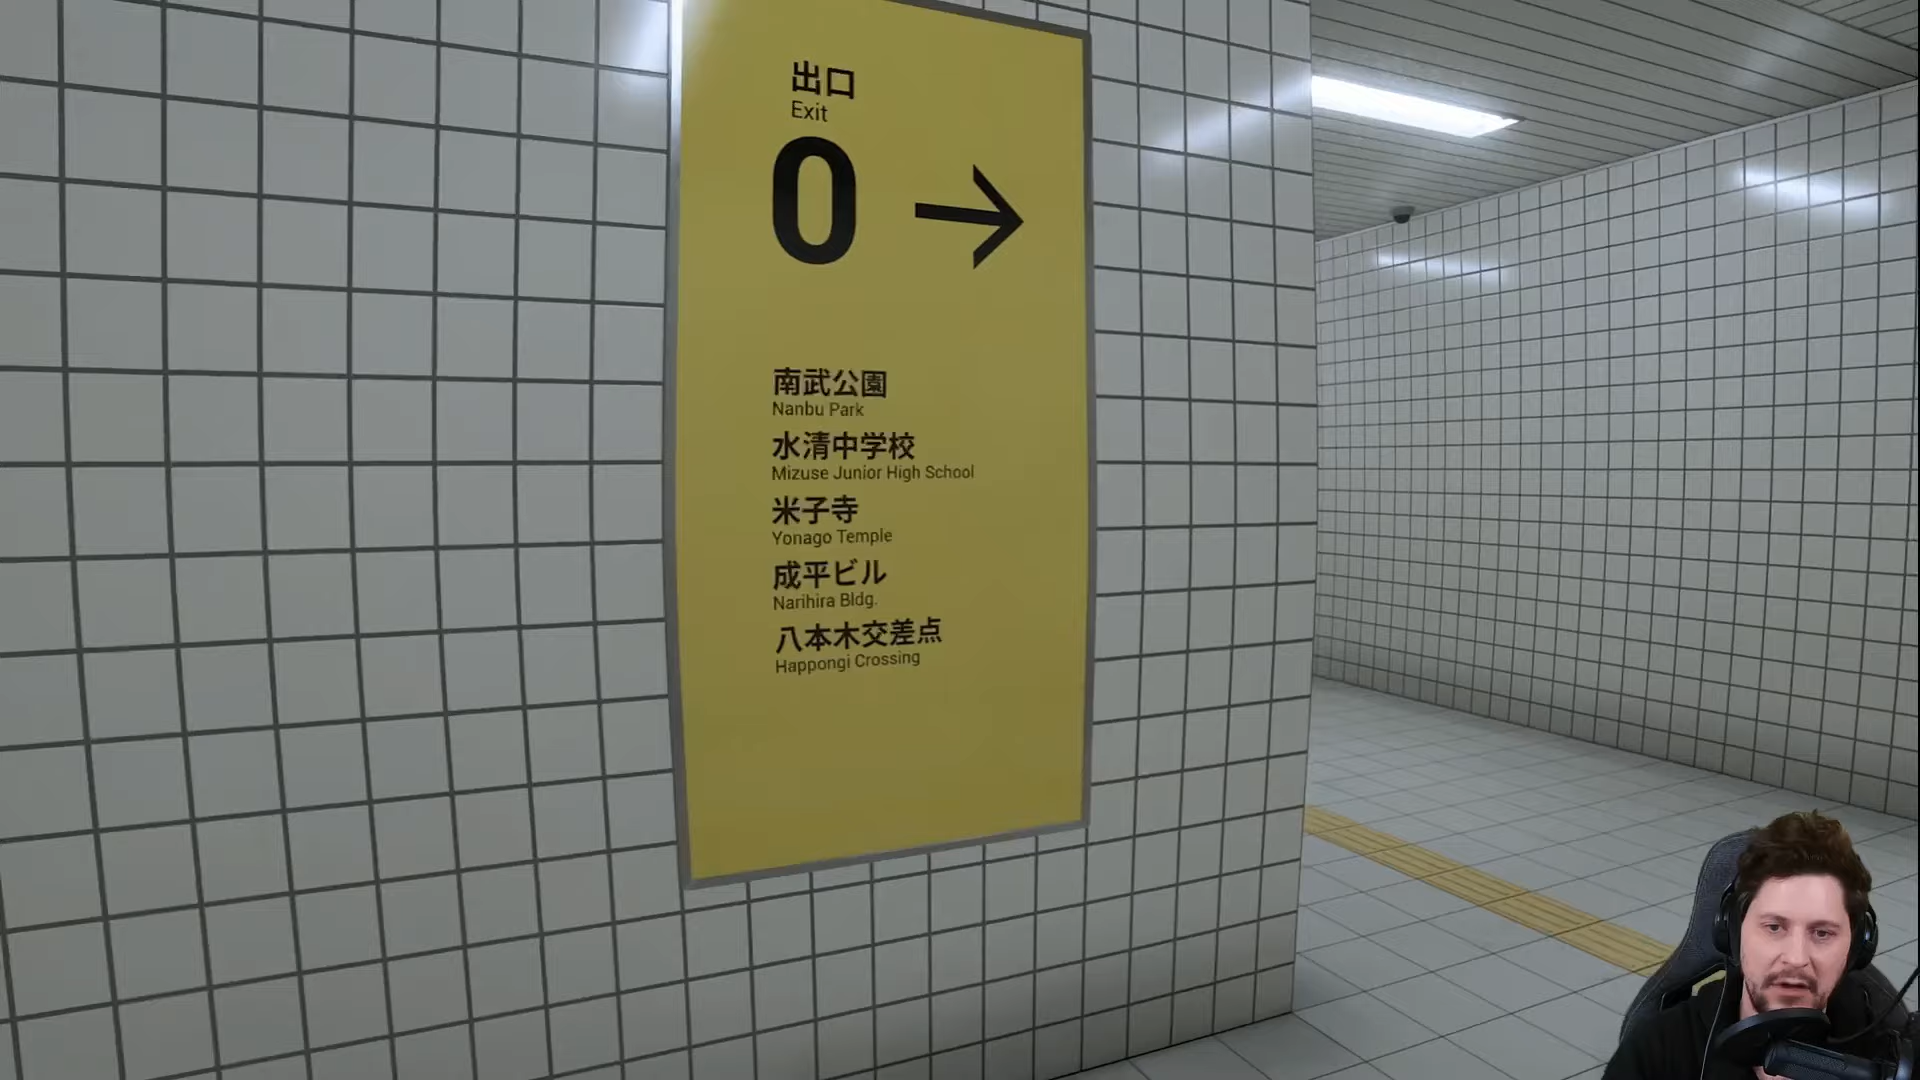 出口
Exit
0 →
南武公園
Nanbu Park
水清中学校
Mizuse Junior High School
米子寺
Yonago Temple
成平ビル
Narihira Bldg.
八本木交差点
Happongi Crossing